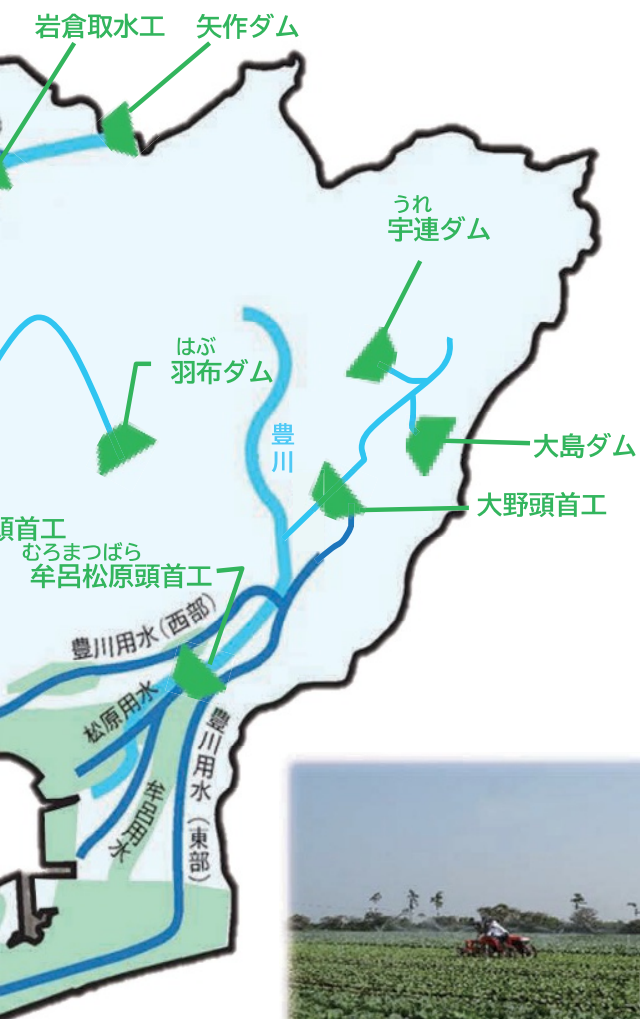 岩倉取水工
矢作ダム
うれ
宇連ダム
はぶ
羽布ダム
豊川
大島ダム
大野頭首工
頭首工
むろまつばら
牟呂松原頭首工
豊川用水(西部)
松原用水
豊川用水(東部)
牟呂用水